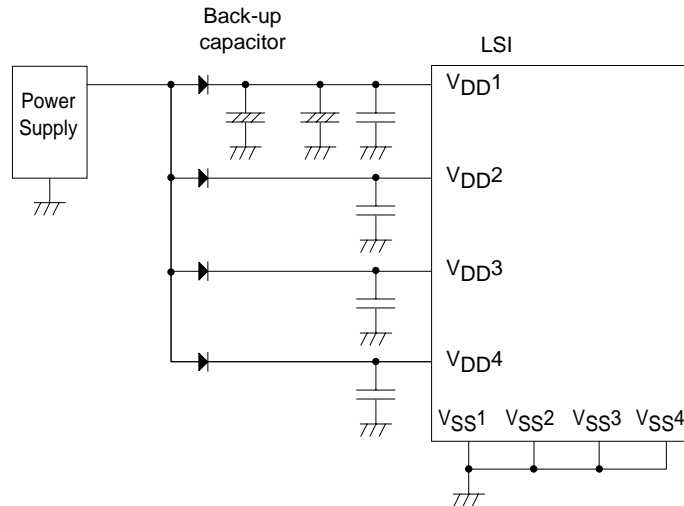 Back-up
capacitor
LSI
Power
Supply
VDD1
VDD2
VDD3
VDD4
VSS1 VSS2 VSS3 VSS4